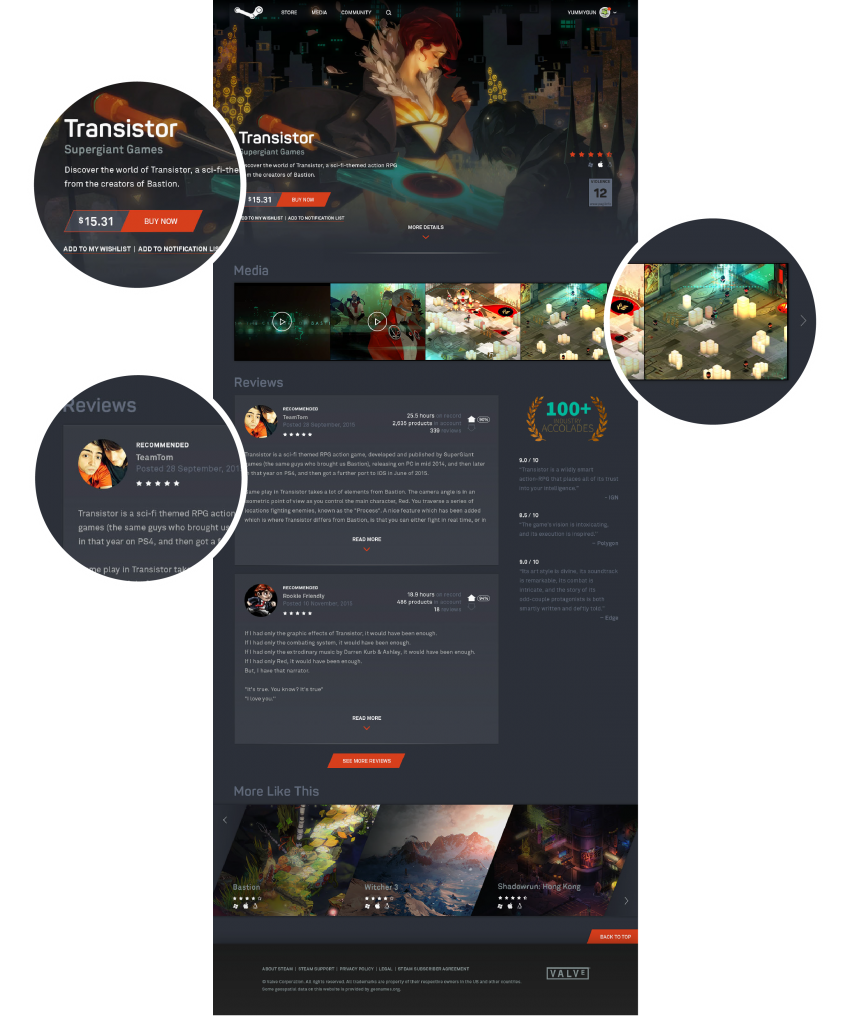 STORE MEDIA COMMUNITY YUMMYGUN
Transistor
Supergiant Games
Discover the world of Transistor, a sci-fi-the
from the creators of Bastion.
$15.31 BUY NOW
ADD TO MY WISHLIST | ADD TO NOTIFICATION LIS
Transistor
Supergiant Games
scover the world of Transistor, a sci-fi-themed action RPG
om the creators of Bastion.
$15.31 BUY NOW
DD TO MY WISHLIST | ADD TO NOTIFICATION LIST
12
MORE DETAILS
Media
Reviews
Reviews
RECOMMENDED
TeamTom
Posted 28 September, 201
Transistor is a sci-fi themed RPG action
games (the same guys who brought us
in that year on PS4, and then got a f
ame play in Transistor tak
RECOMMENDED
TeamTom
Posted 28 September, 2015
25.5 hours on record
2,635 products in account
339 reviews
90%
Transistor is a sci-fi themed RPG action game, developed and published by SuperGiant
games (the same guys who brought us Bastion), releasing on PC in mid 2014, and then later
in that year on PS4, and then got a further port to iOS in June of 2015.
Game play in Transistor takes a lot of elements from Bastion. The camera angle is in an
isometric point of view as you control the main character, Red. You traverse a series of
locations fighting enemies, known as the "Process". A nice feature which has been added
which is where Transistor differs from Bastion, is that you can either fight in real time, or in
READ MORE
100+
INDUSTRY
ACCOLADES
9.0 / 10
"Transistor is a wildly smart
action-RPG that places all of its trust
into your intelligence."
– IGN
8.5 / 10
"The game's vision is intoxicating,
and its execution is inspired."
– Polygon
9.0 / 10
"Its art style is divine, its soundtrack
is remarkable, its combat is
intricate, and the story of its
odd-couple protagonists is both
smartly written and deftly told."
– Edge
RECOMMENDED
Rookie Friendly
Posted 16 November, 2015
18.9 hours on record
486 products in account
18 reviews
94%
If I had only the graphic effects of Transistor, it would have been enough.
If I had only the combating system, it would have been enough.
If I had only the extrodinary music by Darren Korb & Ashley, it would have been enough.
If I had only Red, it would have been enough.
But, I have that narrator.
"It's true. You know? It's true"
"I love you."
READ MORE
SEE MORE REVIEWS
More Like This
Bastion
Witcher 3
Shadowrun: Hong Kong
BACK TO TOP
ABOUT STEAM | STEAM SUPPORT | PRIVACY POLICY | LEGAL | STEAM SUBSCRIBER AGREEMENT
© Valve Corporation. All rights reserved. All trademarks are property of their respective owners in the US and other countries.
Some geospatial data on this website is provided by geonames.org.
VALVE